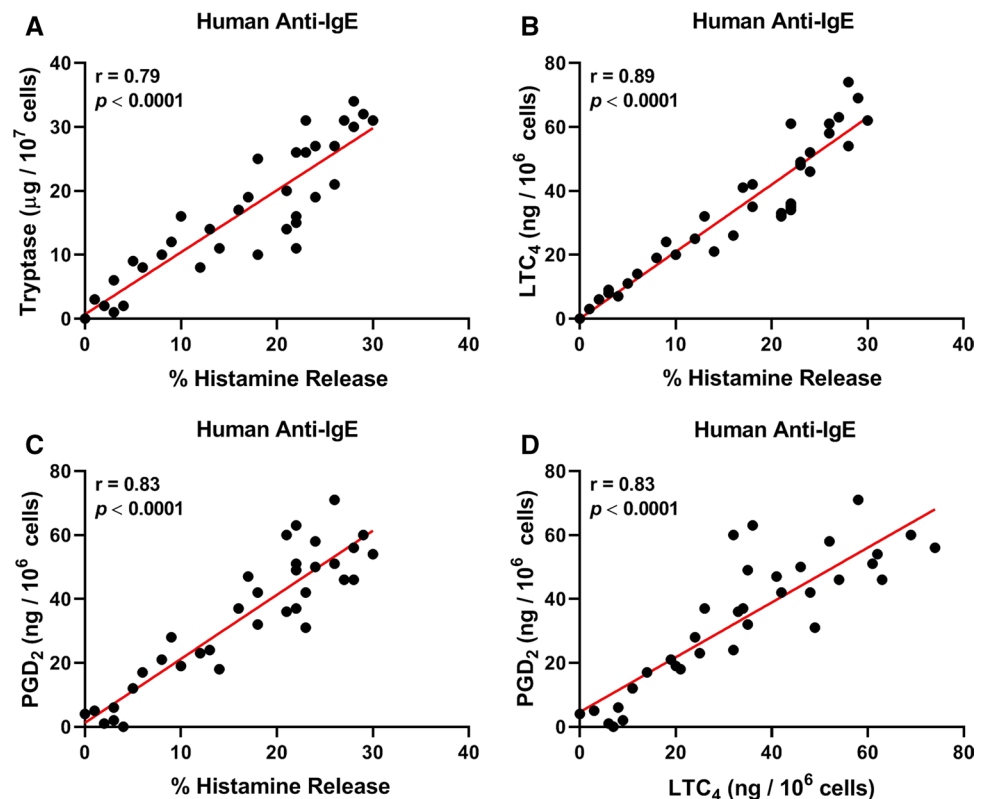 A
Human Anti-IgE
r = 0.79
p < 0.0001
Tryptase (µg / 10⁷ cells)
40
30
20
10
0
0 10 20 30 40
% Histamine Release
B
Human Anti-IgE
r = 0.89
p < 0.0001
LTC₄ (ng / 10⁶ cells)
80
60
40
20
0
0 10 20 30 40
% Histamine Release
C
Human Anti-IgE
r = 0.83
p < 0.0001
PGD₂ (ng / 10⁶ cells)
80
60
40
20
0
0 10 20 30 40
% Histamine Release
D
Human Anti-IgE
r = 0.83
p < 0.0001
PGD₂ (ng / 10⁶ cells)
80
60
40
20
0
0 20 40 60 80
LTC₄ (ng / 10⁶ cells)